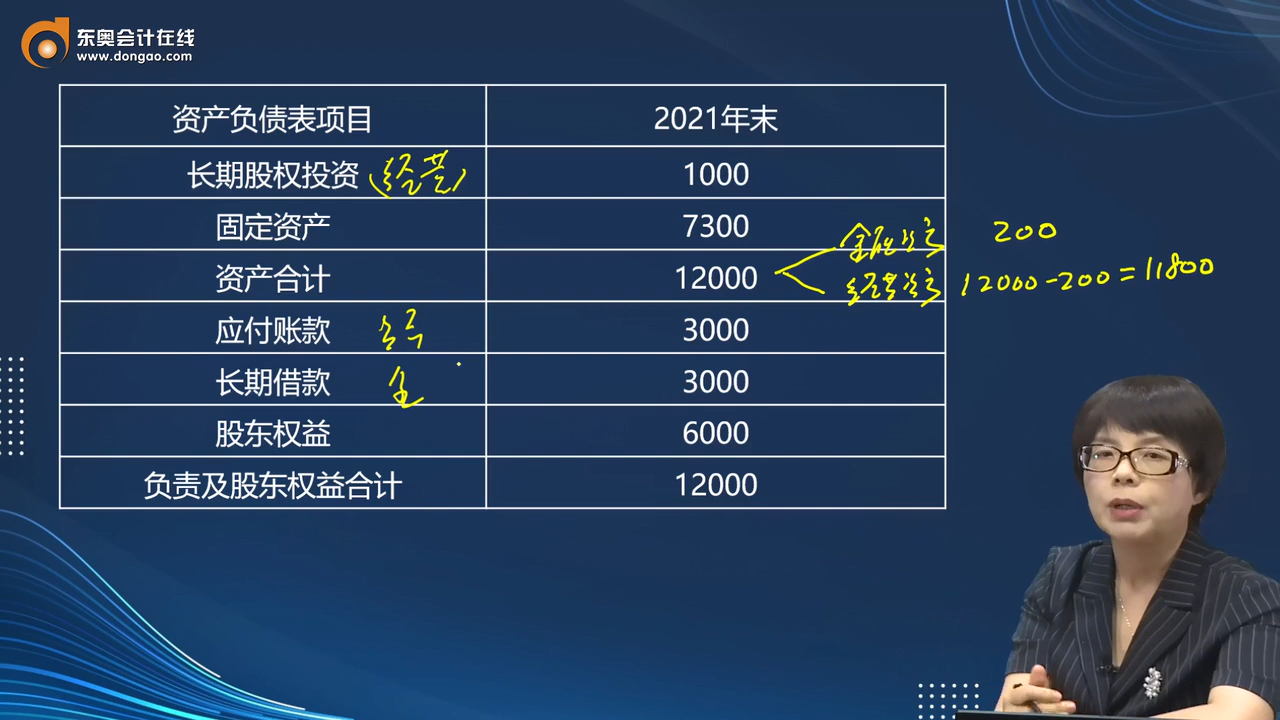 东奥会计在线
www.dongao.com
资产负债表项目 2021年末
长期股权投资 (经营) 1000
固定资产 7300
金融资产 200
资产合计 12000
经营资产 12000-200=11800
应付账款 经 3000
长期借款 金 3000
股东权益 6000
负责及股东权益合计 12000